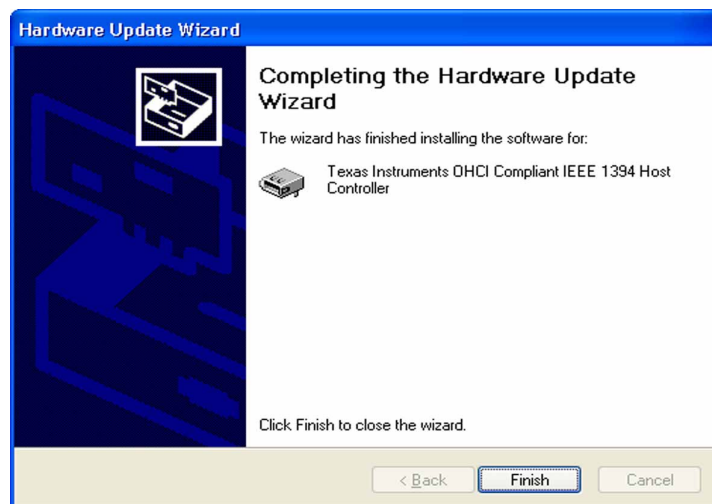 Hardware Update Wizard
Completing the Hardware Update
Wizard
The wizard has finished installing the software for:
Texas Instruments OHCI Compliant IEEE 1394 Host
Controller
Click Finish to close the wizard.
< Back Finish Cancel